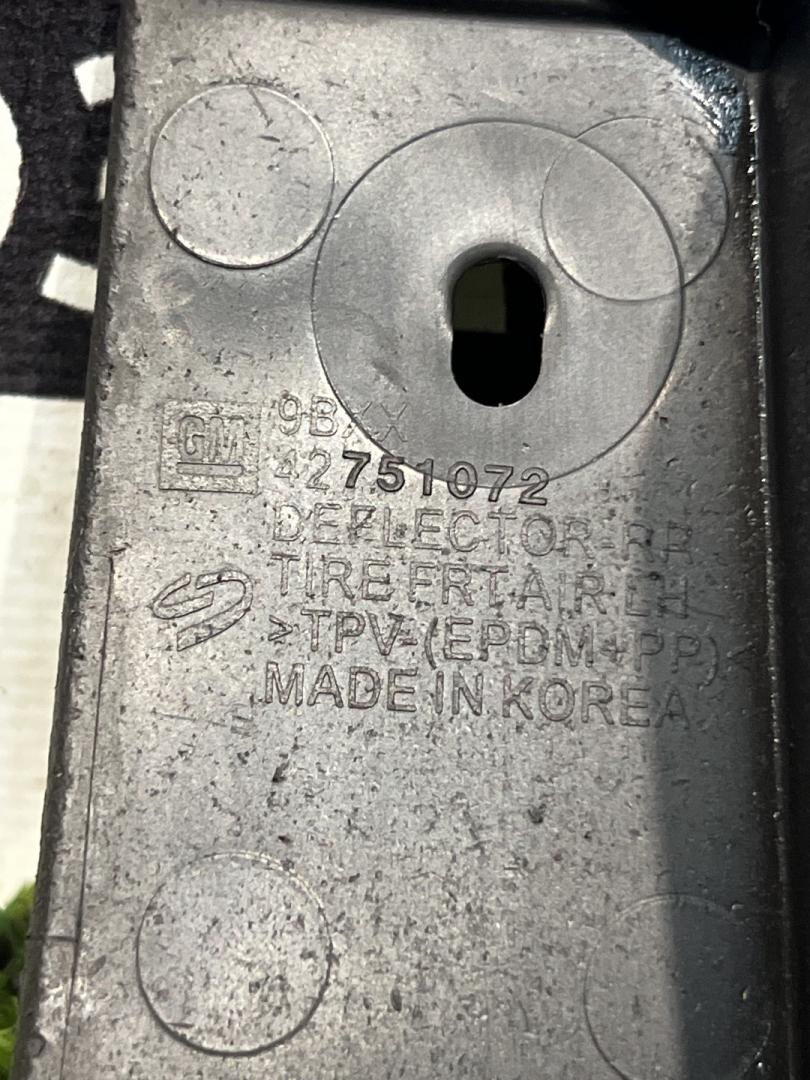 GM
9BXX
42751072
DEFLECTOR-RR
TIRE FRT AIR LH
>TPV-(EPDM+PP)<
MADE IN KOREA